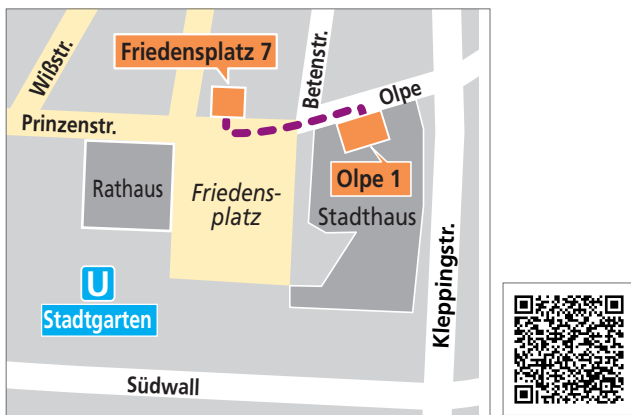 Wißstr.
Friedensplatz 7
Betenstr.
Olpe
Prinzenstr.
Rathaus
Friedens-
platz
Olpe 1
Stadthaus
Kleppingstr.
U
Stadtgarten
Südwall